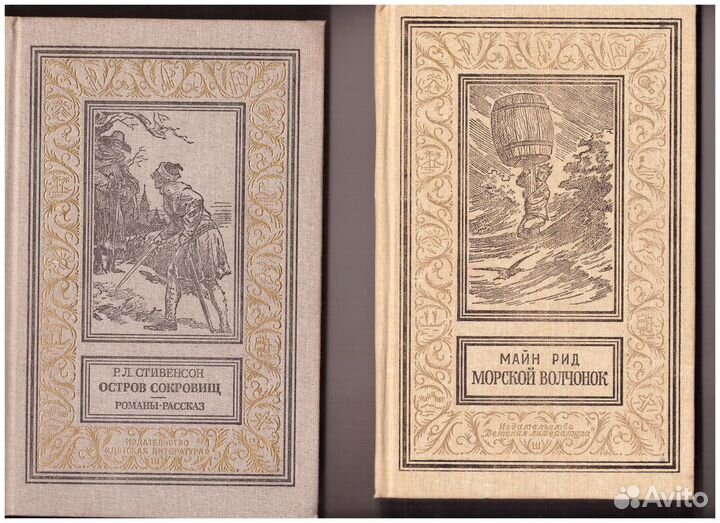 Р.Л. СТИВЕНСОН
ОСТРОВ СОКРОВИЩ
РОМАНЫ·РАССКАЗ
ИЗДАТЕЛЬСТВО
«ДЕТСКАЯ ЛИТЕРАТУРА»
МАЙН РИД
МОРСКОЙ ВОЛЧОНОК
Издательство
Детская литература
Avito